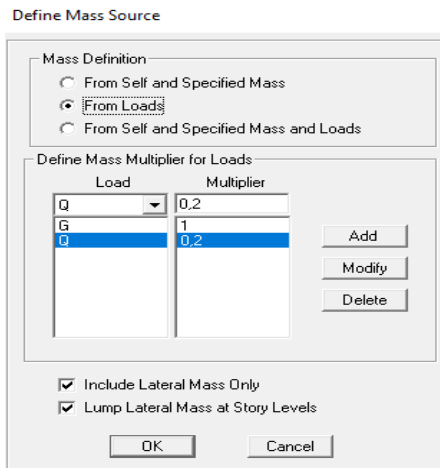 Define Mass Source
Mass Definition
From Self and Specified Mass
From Loads
From Self and Specified Mass and Loads
Define Mass Multiplier for Loads
Load Multiplier
Q 0,2
G 1
Q 0,2
Add
Modify
Delete
Include Lateral Mass Only
Lump Lateral Mass at Story Levels
OK Cancel